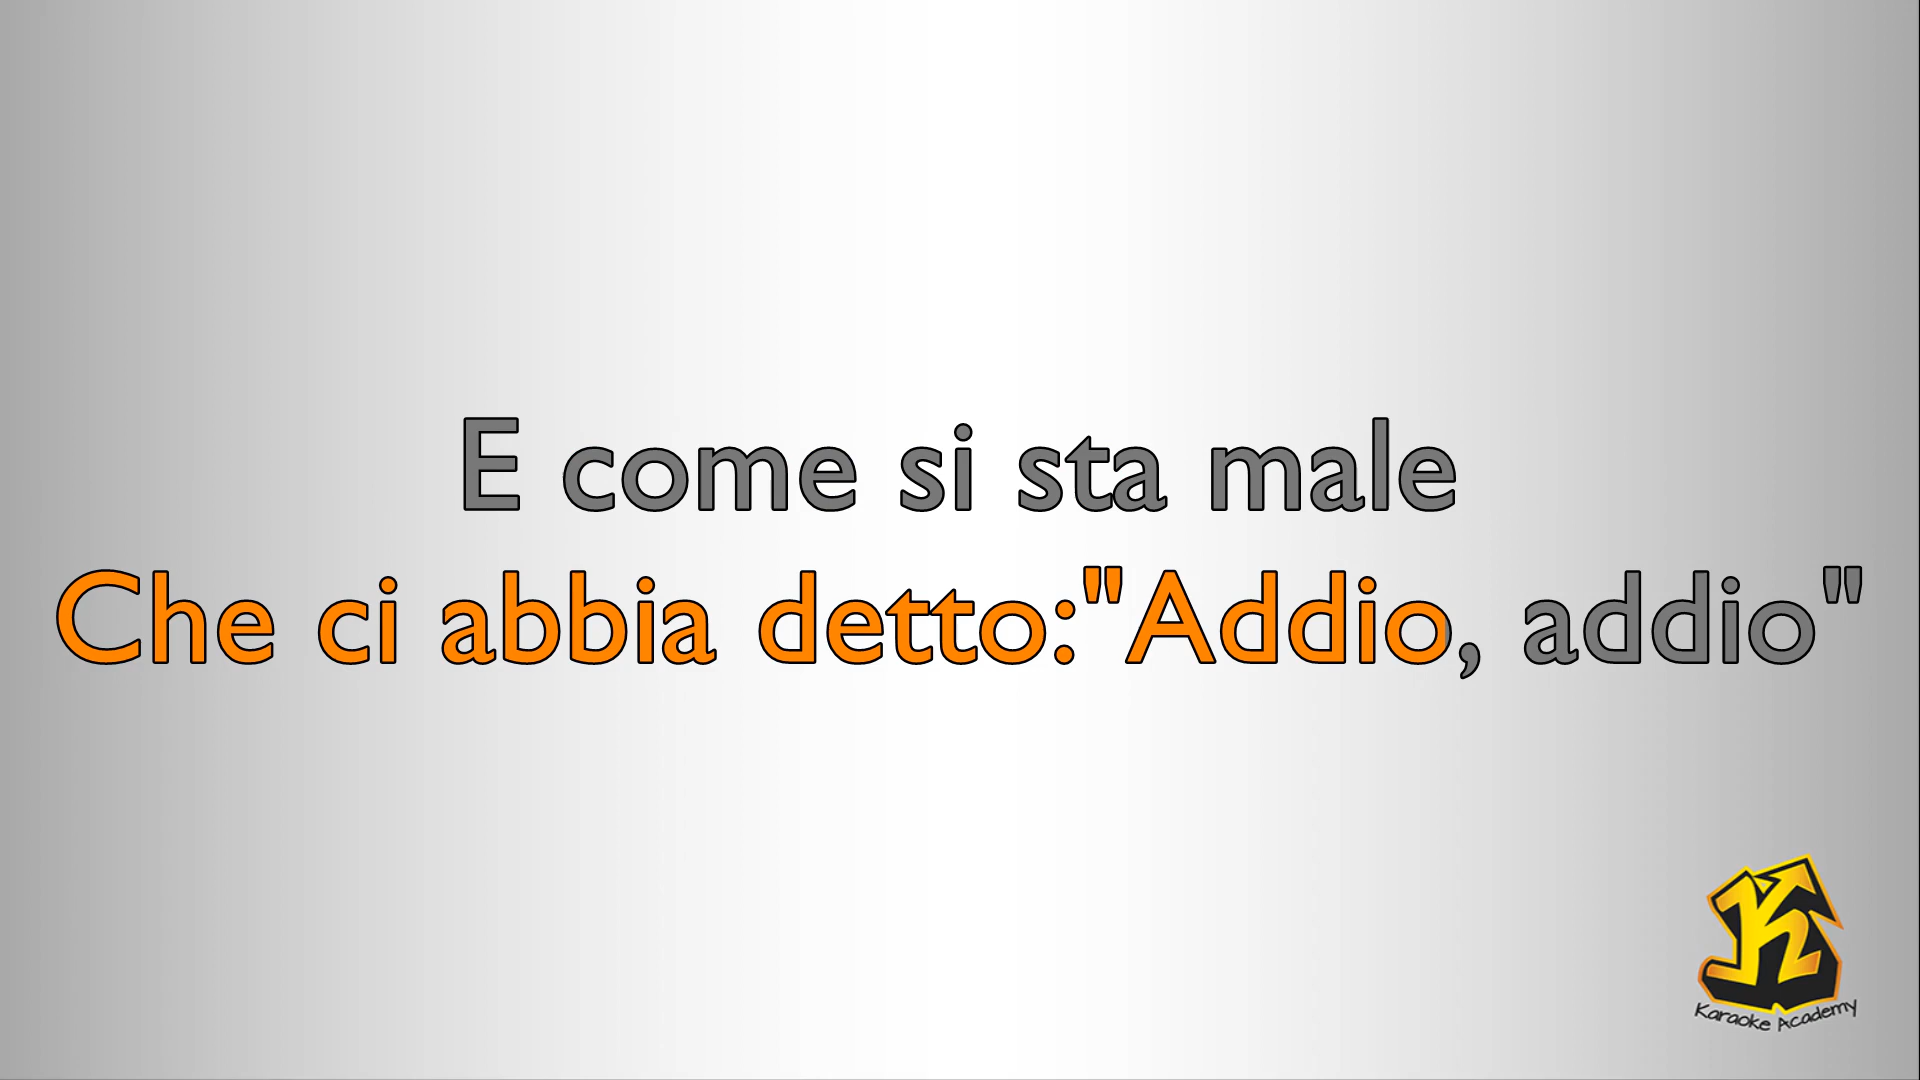 E come si sta male
Che ci abbia detto:"Addio, addio"
K
Karaoke Academy